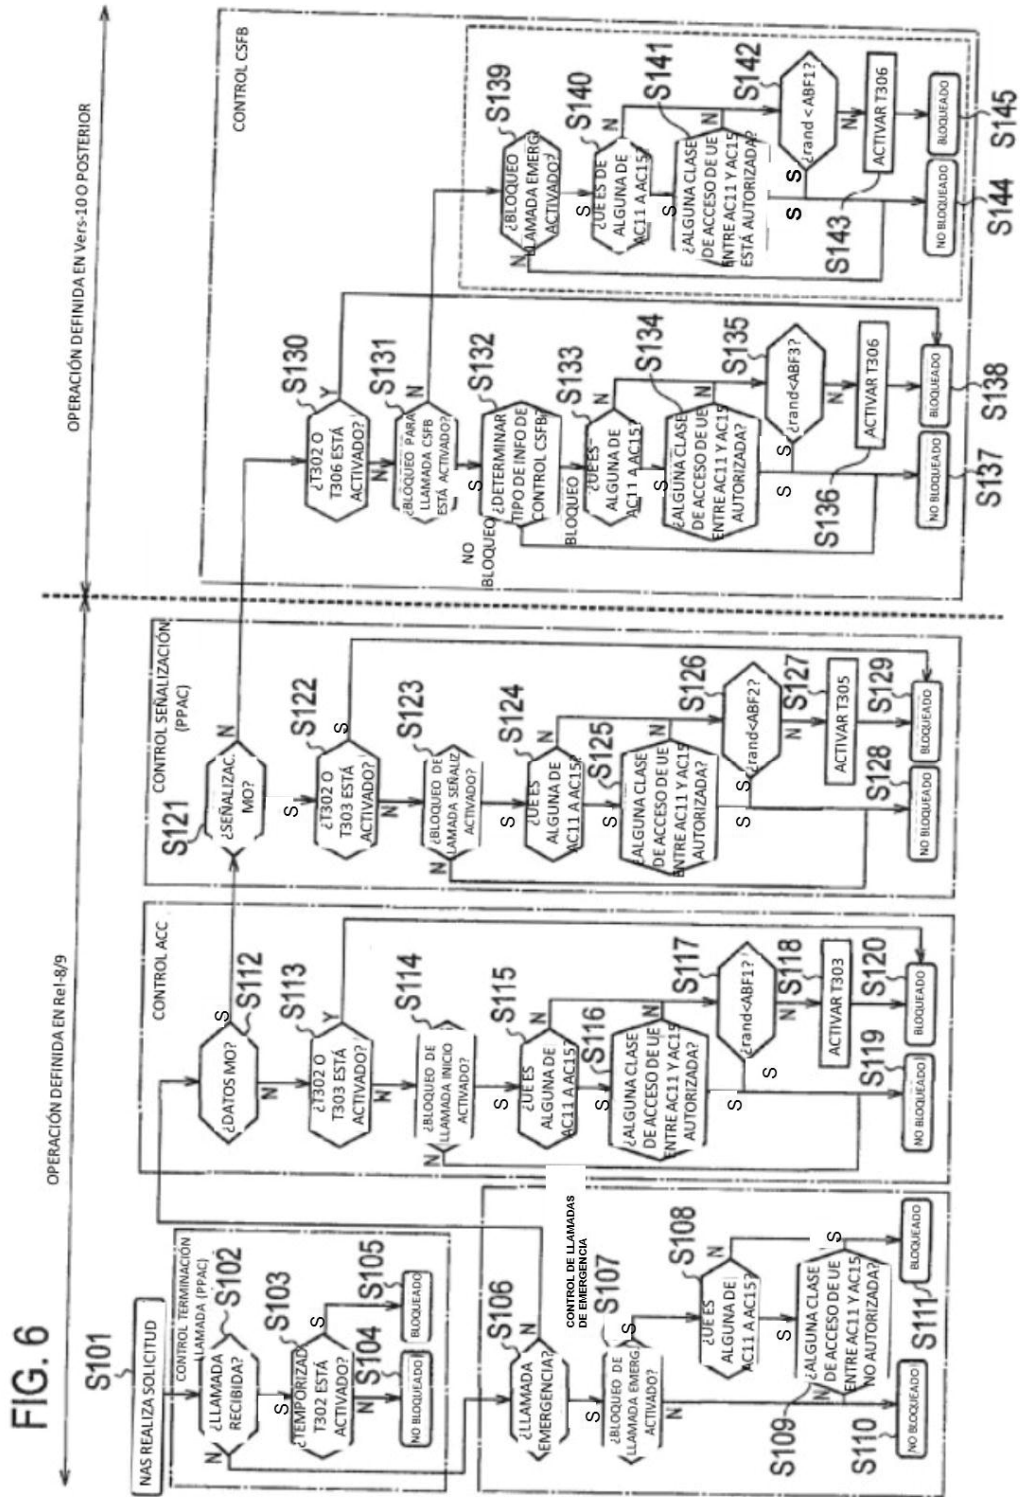 FIG. 6
OPERACIÓN DEFINIDA EN Rel-8/9
OPERACIÓN DEFINIDA EN Vers-10 O POSTERIOR
S101
NAS REALIZA SOLICITUD
CONTROL TERMINACIÓN
LLAMADA (PPAC)
S102
¿LLAMADA
RECIBIDA?
N
S
S103
¿TEMPORIZAD.
T302 ESTÁ
ACTIVADO?
S
N
S104
NO BLOQUEADO
S105
BLOQUEADO
CONTROL DE LLAMADAS
DE EMERGENCIA
S106
¿LLAMADA
EMERGENCIA?
N
S
S107
¿BLOQUEO DE
LLAMADA EMERG.
ACTIVADO?
S
N
S108
¿UE ES
ALGUNA DE
AC11 A AC15?
N
S
S109
¿ALGUNA CLASE
DE ACCESO DE UE
ENTRE AC11 Y AC15
NO AUTORIZADA?
S
N
S110
NO BLOQUEADO
S111
BLOQUEADO
CONTROL ACC
S112
¿DATOS MO?
S
N
S113
¿T302 O
T303 ESTÁ
ACTIVADO?
Y
N
S114
¿BLOQUEO DE
LLAMADA INICIO
ACTIVADO?
N
S
S115
¿UE ES
ALGUNA DE
AC11 A AC15?
N
S
S116
¿ALGUNA CLASE
DE ACCESO DE UE
ENTRE AC11 Y AC15
AUTORIZADA?
N
S
S117
¿rand<ABF1?
S
N
S118
ACTIVAR T303
S119
NO BLOQUEADO
S120
BLOQUEADO
CONTROL SEÑALIZACIÓN
(PPAC)
S121
¿SEÑALIZAC.
MO?
N
S
S122
¿T302 O
T303 ESTÁ
ACTIVADO?
S
N
S123
¿BLOQUEO DE
LLAMADA SEÑALIZ
ACTIVADO?
N
S
S124
¿UE ES
ALGUNA DE
AC11 A AC15?
N
S
S125
¿ALGUNA CLASE
DE ACCESO DE UE
ENTRE AC11 Y AC15
AUTORIZADA?
N
S
S126
¿rand<ABF2?
S
N
S127
ACTIVAR T305
S128
NO BLOQUEADO
S129
BLOQUEADO
CONTROL CSFB
S130
¿T302 O
T306 ESTÁ
ACTIVADO?
Y
N
S131
¿BLOQUEO PARA
LLAMADA CSFB
ESTÁ ACTIVADO?
N
S
S132
¿DETERMINAR
TIPO DE INFO DE
CONTROL CSFB?
NO
BLOQUEO
BLOQUEO
S133
¿UE ES
ALGUNA DE
AC11 A AC15?
N
S
S134
¿ALGUNA CLASE
DE ACCESO DE UE
ENTRE AC11 Y AC15
AUTORIZADA?
N
S
S135
¿rand<ABF3?
S
N
S136
ACTIVAR T306
S137
NO BLOQUEADO
S138
BLOQUEADO
S139
¿BLOQUEO
LLAMADA EMERG
ACTIVADO?
N
S
S140
¿UE ES DE
ALGUNA DE
AC11 A AC15?
N
S
S141
¿ALGUNA CLASE
DE ACCESO DE UE
ENTRE AC11 Y AC15
ESTÁ AUTORIZADA?
N
S
S142
¿rand < ABF1?
S
N
S143
ACTIVAR T306
S144
NO BLOQUEADO
S145
BLOQUEADO